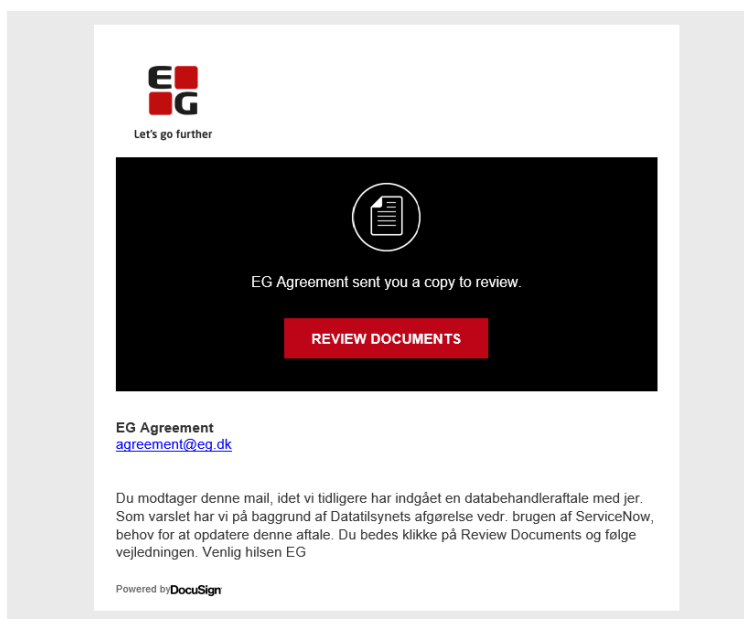 EG
Let's go further
EG Agreement sent you a copy to review.
REVIEW DOCUMENTS
EG Agreement
agreement@eg.dk
Du modtager denne mail, idet vi tidligere har indgået en databehandleraftale med jer.
Som varslet har vi på baggrund af Datatilsynets afgørelse vedr. brugen af ServiceNow,
behov for at opdatere denne aftale. Du bedes klikke på Review Documents og følge
vejledningen. Venlig hilsen EG
Powered by DocuSign